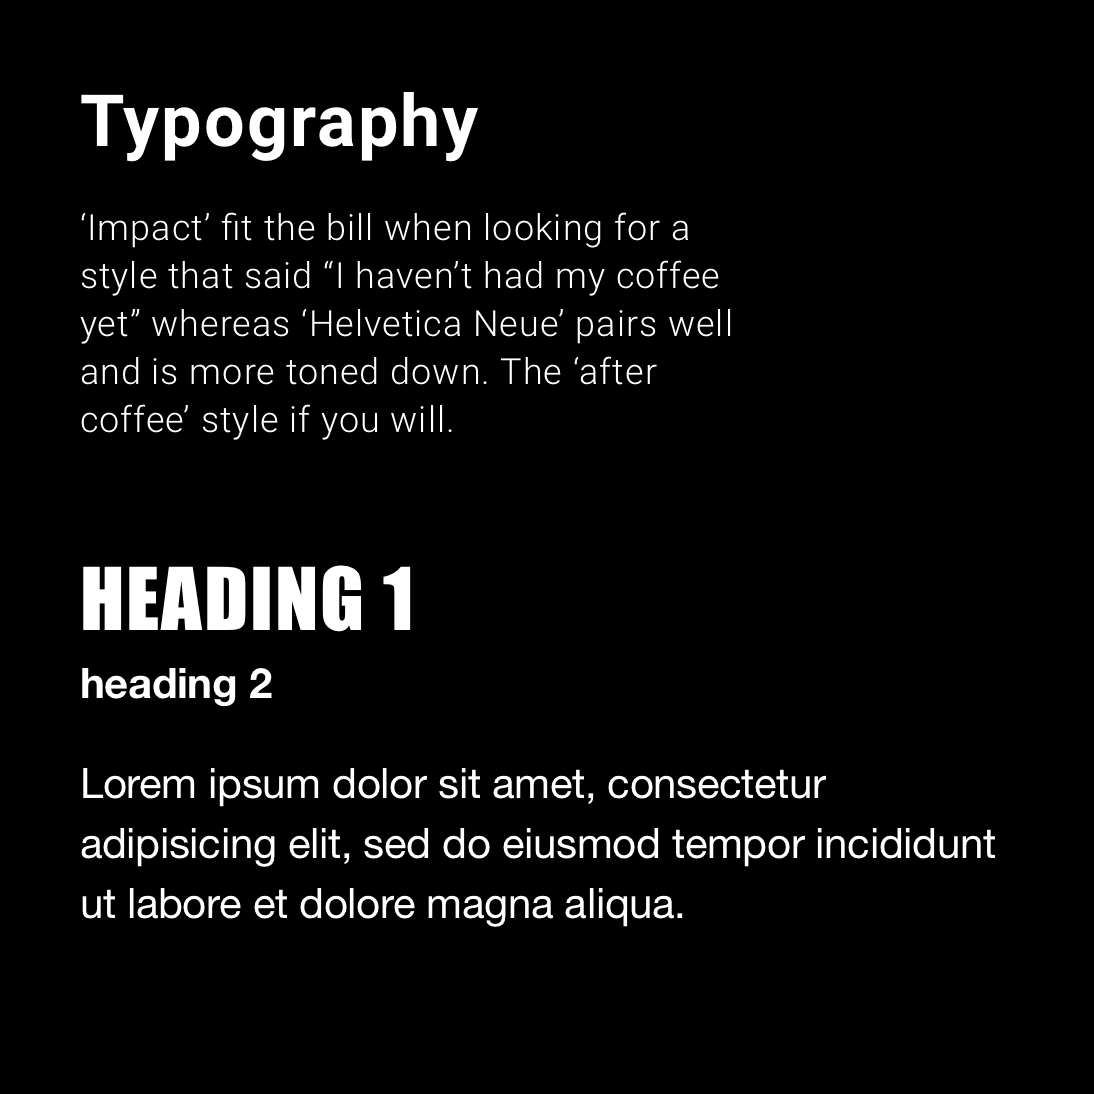 Typography
‘Impact’ fit the bill when looking for a
style that said “I haven’t had my coffee
yet” whereas ‘Helvetica Neue’ pairs well
and is more toned down. The ‘after
coffee’ style if you will.
HEADING 1
heading 2
Lorem ipsum dolor sit amet, consectetur
adipisicing elit, sed do eiusmod tempor incididunt
ut labore et dolore magna aliqua.